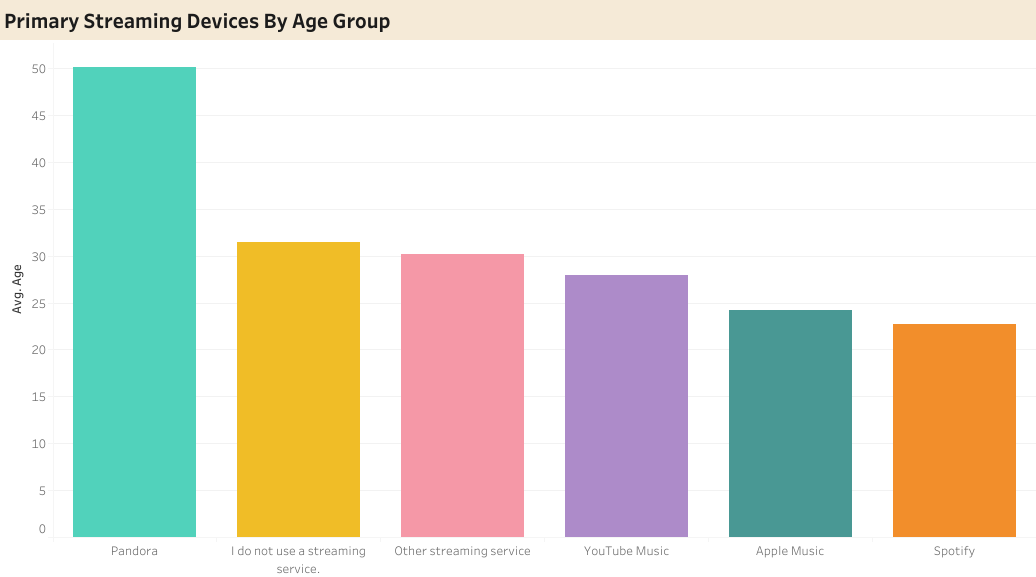 Primary Streaming Devices By Age Group
50
45
40
35
30
25
20
15
10
5
0
Avg. Age
Pandora
I do not use a streaming
service.
Other streaming service
YouTube Music
Apple Music
Spotify